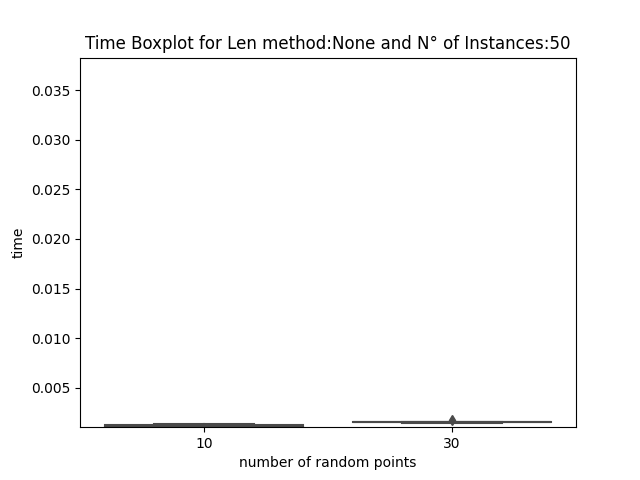 Time Boxplot for Len method:None and N° of Instances:50
0.035
0.030
0.025
0.020
0.015
0.010
0.005
time
10 30
number of random points